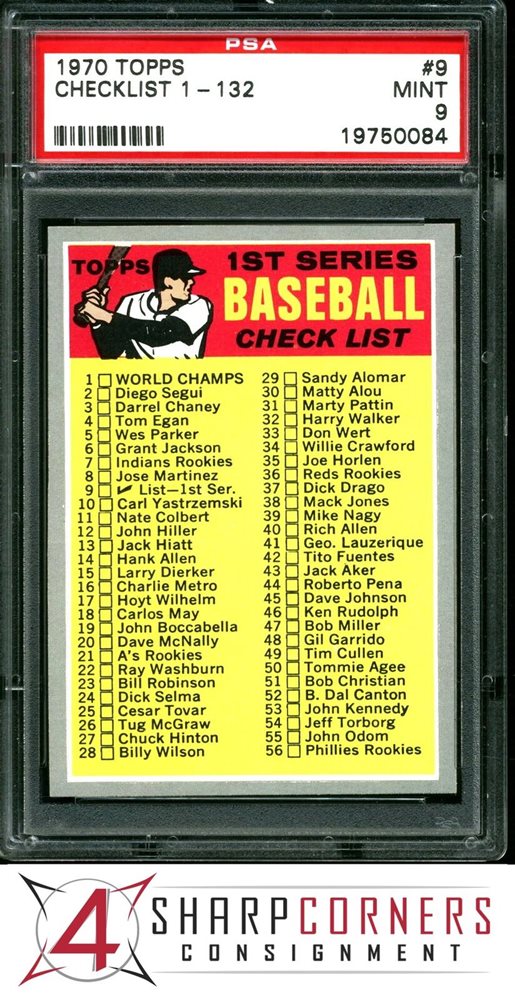 PSA
1970 TOPPS #9
CHECKLIST 1 - 132 MINT
9
19750084
TOPPS
1ST SERIES
BASEBALL
CHECK LIST
1 WORLD CHAMPS
2 Diego Segui
3 Darrel Chaney
4 Tom Egan
5 Wes Parker
6 Grant Jackson
7 Indians Rookies
8 Jose Martinez
9 List—1st Ser.
10 Carl Yastrzemski
11 Nate Colbert
12 John Hiller
13 Jack Hiatt
14 Hank Allen
15 Larry Dierker
16 Charlie Metro
17 Hoyt Wilhelm
18 Carlos May
19 John Boccabella
20 Dave McNally
21 A's Rookies
22 Ray Washburn
23 Bill Robinson
24 Dick Selma
25 Cesar Tovar
26 Tug McGraw
27 Chuck Hinton
28 Billy Wilson
29 Sandy Alomar
30 Matty Alou
31 Marty Pattin
32 Harry Walker
33 Don Wert
34 Willie Crawford
35 Joe Horlen
36 Reds Rookies
37 Dick Drago
38 Mack Jones
39 Mike Nagy
40 Rich Allen
41 Geo. Lauzerique
42 Tito Fuentes
43 Jack Aker
44 Roberto Pena
45 Dave Johnson
46 Ken Rudolph
47 Bob Miller
48 Gil Garrido
49 Tim Cullen
50 Tommie Agee
51 Bob Christian
52 B. Dal Canton
53 John Kennedy
54 Jeff Torborg
55 John Odom
56 Phillies Rookies
4 SHARPCORNERS
CONSIGNMENT